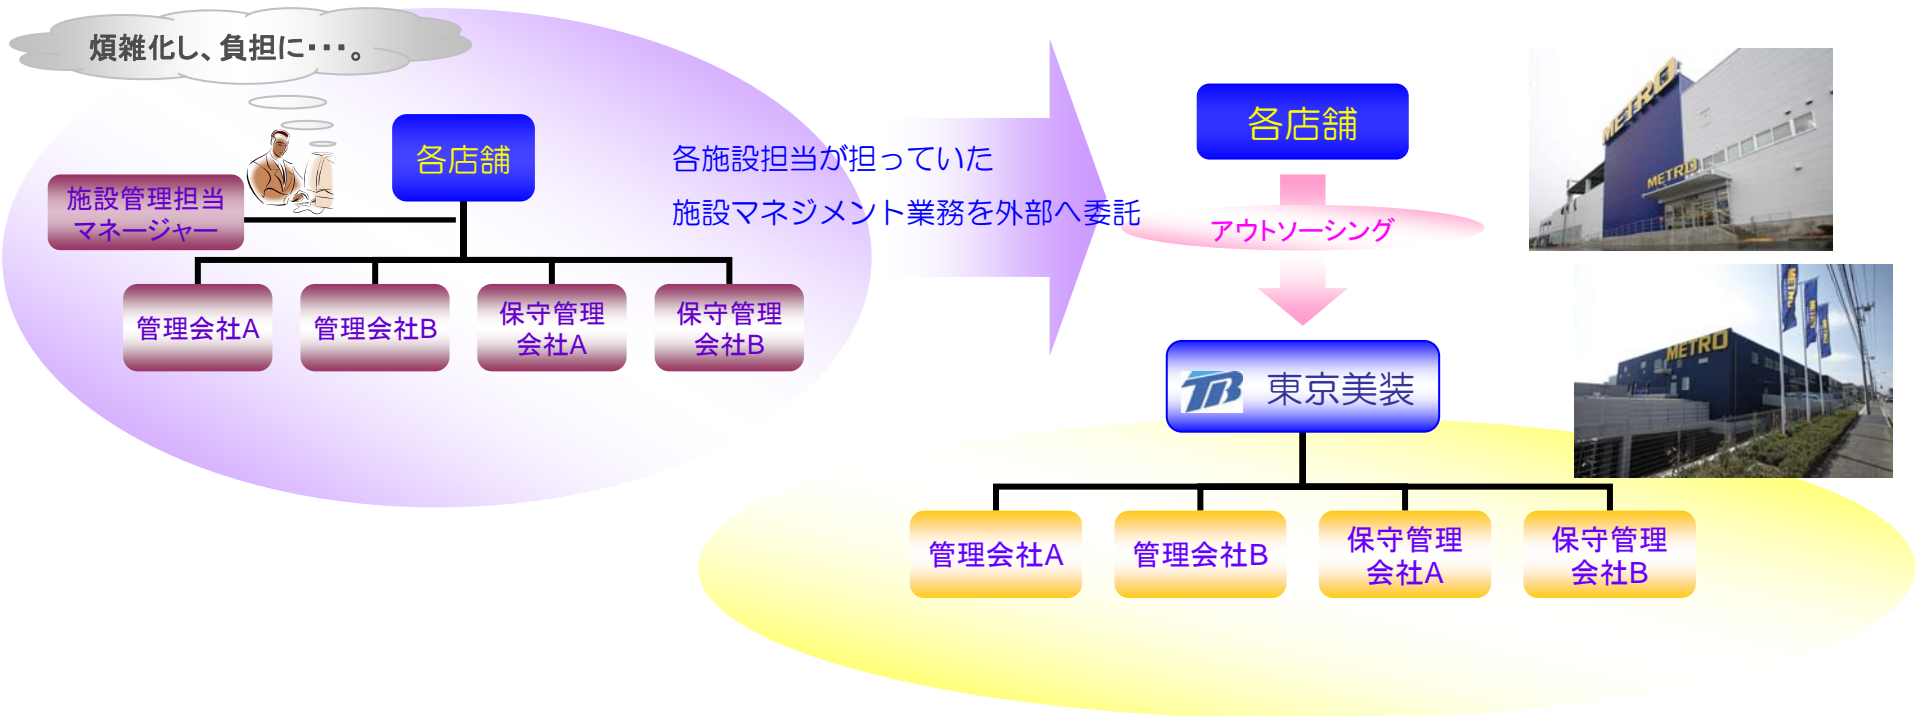 煩雑化し、負担に・・・。
各店舗
施設管理担当
マネージャー
管理会社A
管理会社B
保守管理
会社A
保守管理
会社B
各施設担当が担っていた
施設マネジメント業務を外部へ委託
各店舗
アウトソーシング
TB 東京美装
管理会社A
管理会社B
保守管理
会社A
保守管理
会社B
METRO
METRO
METRO
METRO